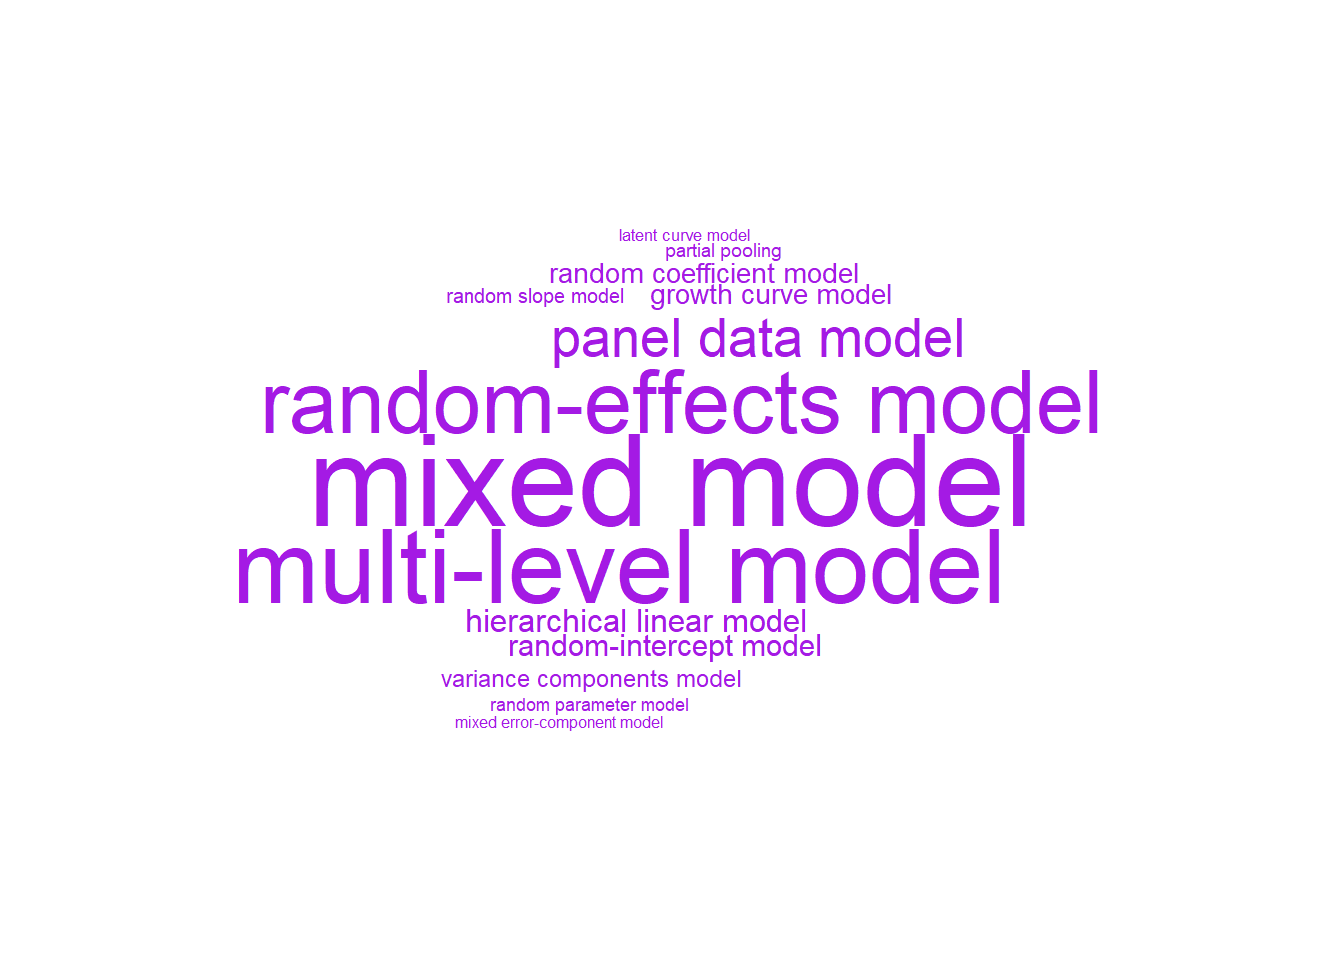 latent curve model
partial pooling
random coefficient model
random slope model growth curve model
panel data model
random-effects model
mixed model
multi-level model
hierarchical linear model
random-intercept model
variance components model
random parameter model
mixed error-component model